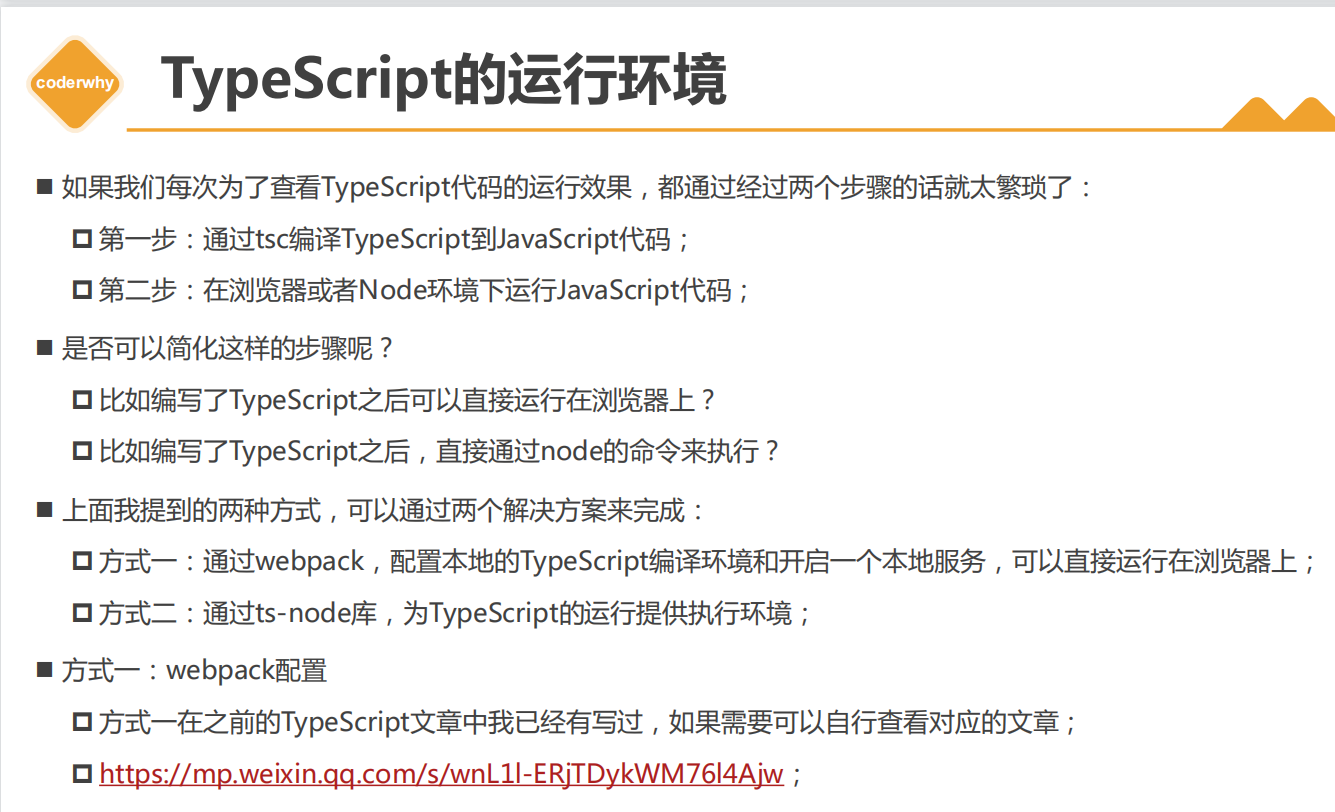 coderwhy
TypeScript的运行环境
如果我们每次为了查看TypeScript代码的运行效果，都通过经过两个步骤的话就太繁琐了：
第一步：通过tsc编译TypeScript到JavaScript代码；
第二步：在浏览器或者Node环境下运行JavaScript代码；
是否可以简化这样的步骤呢？
比如编写了TypeScript之后可以直接运行在浏览器上？
比如编写了TypeScript之后，直接通过node的命令来执行？
上面我提到的两种方式，可以通过两个解决方案来完成：
方式一：通过webpack，配置本地的TypeScript编译环境和开启一个本地服务，可以直接运行在浏览器上；
方式二：通过ts-node库，为TypeScript的运行提供执行环境；
方式一：webpack配置
方式一在之前的TypeScript文章中我已经有写过，如果需要可以自行查看对应的文章；
https://mp.weixin.qq.com/s/wnL1l-ERjTDykWM76l4Ajw；